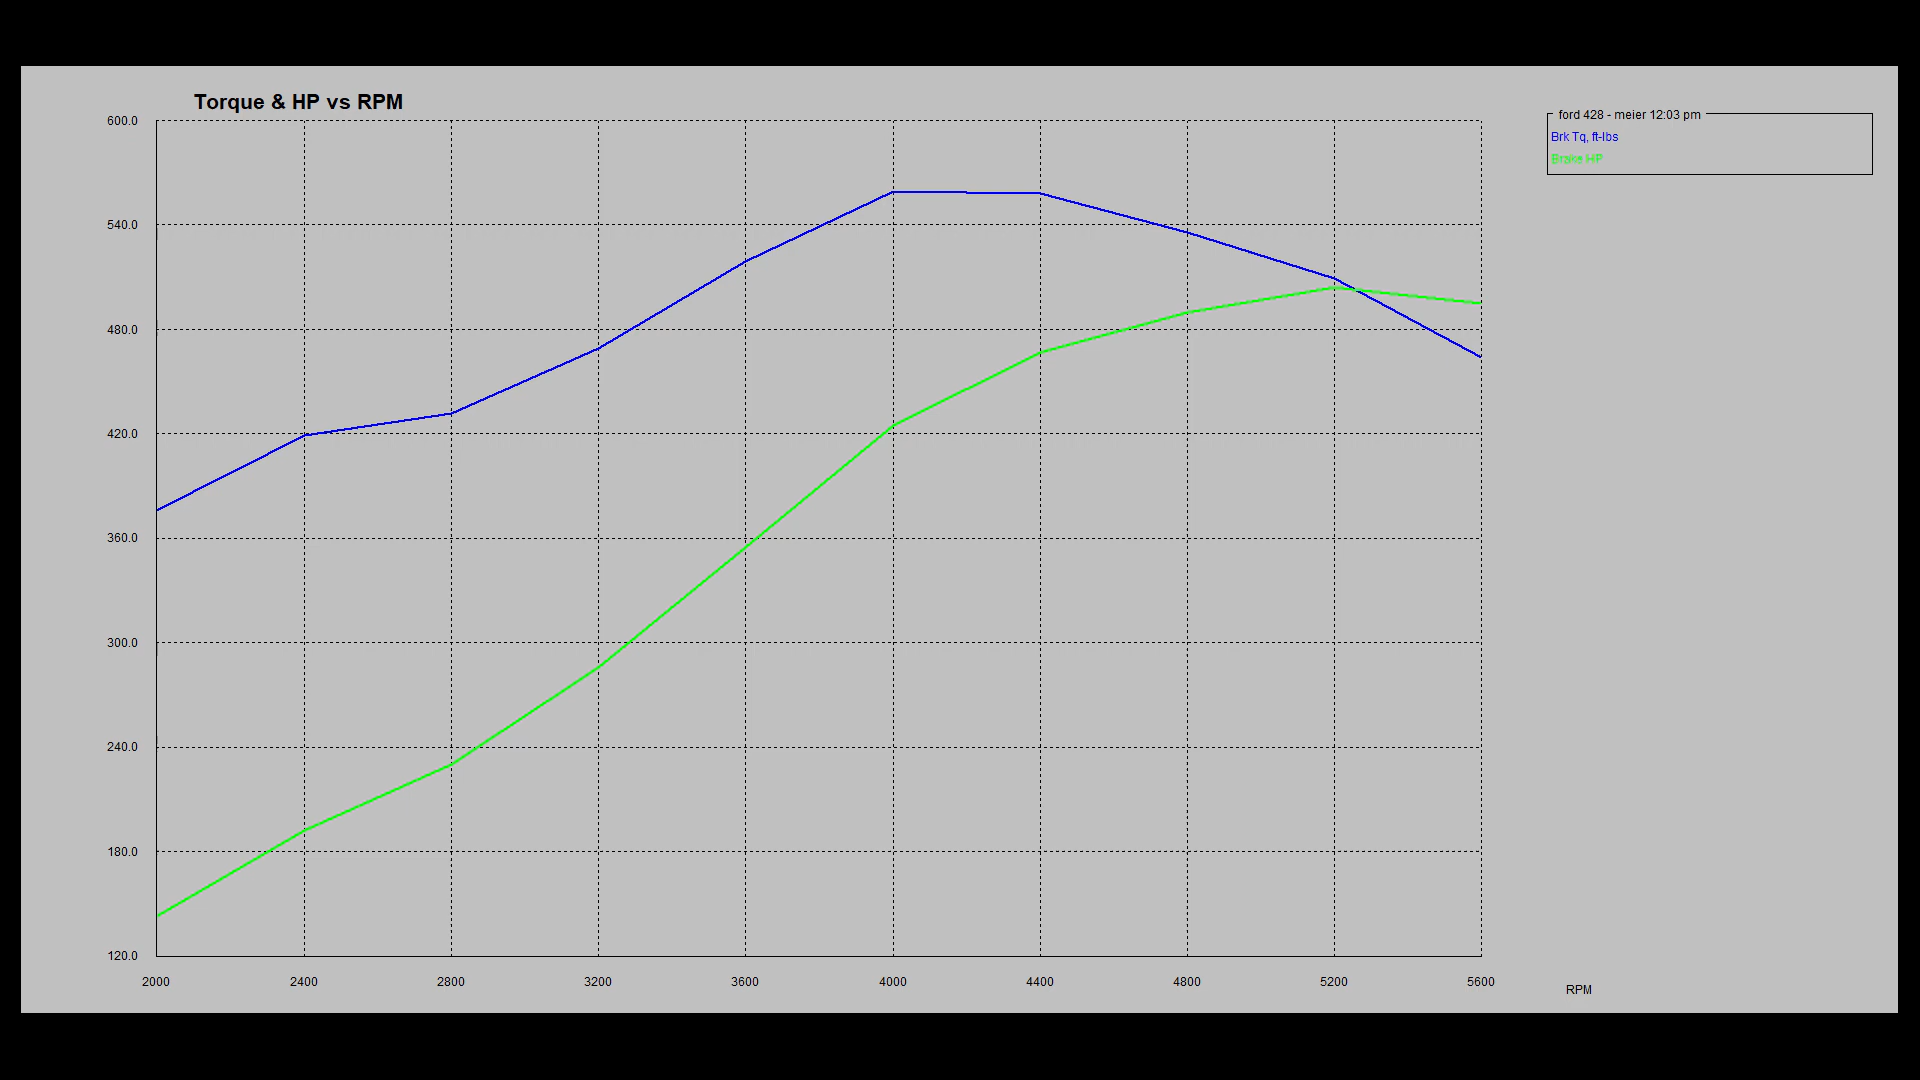 Torque & HP vs RPM
ford 428 - meier 12:03 pm
Brk Tq, ft-lbs
Brake HP
600.0
540.0
480.0
420.0
360.0
300.0
240.0
180.0
120.0
2000 2400 2800 3200 3600 4000 4400 4800 5200 5600
RPM